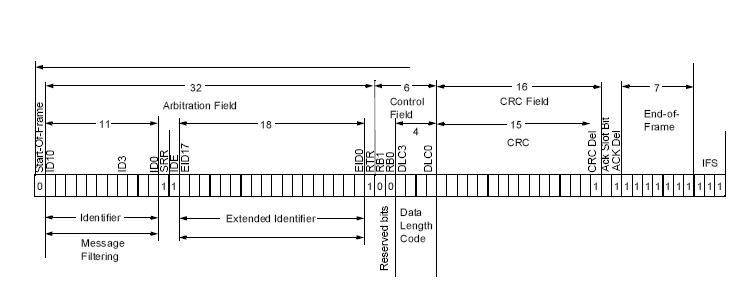 32
6
16
7
Arbitration Field
Control
Field
CRC Field
End-of-
Frame
11
18
4
15
CRC
Start-Of-Frame
ID10
ID3
ID0
SRR
IDE
EID17
EID0
RTR
RB1
RB0
DLC3
DLC0
CRC Del
Ack Slot Bit
ACK Del
IFS
0 1 1 1 0 0 1 1 1 1 1 1 1 1 1 1 1 1
Identifier
Extended Identifier
Message
Filtering
Reserved bits
Data
Length
Code